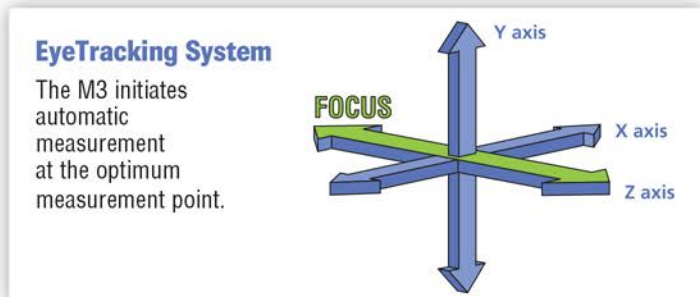 EyeTracking System
The M3 initiates
automatic
measurement
at the optimum
measurement point.
FOCUS
Y axis
X axis
Z axis